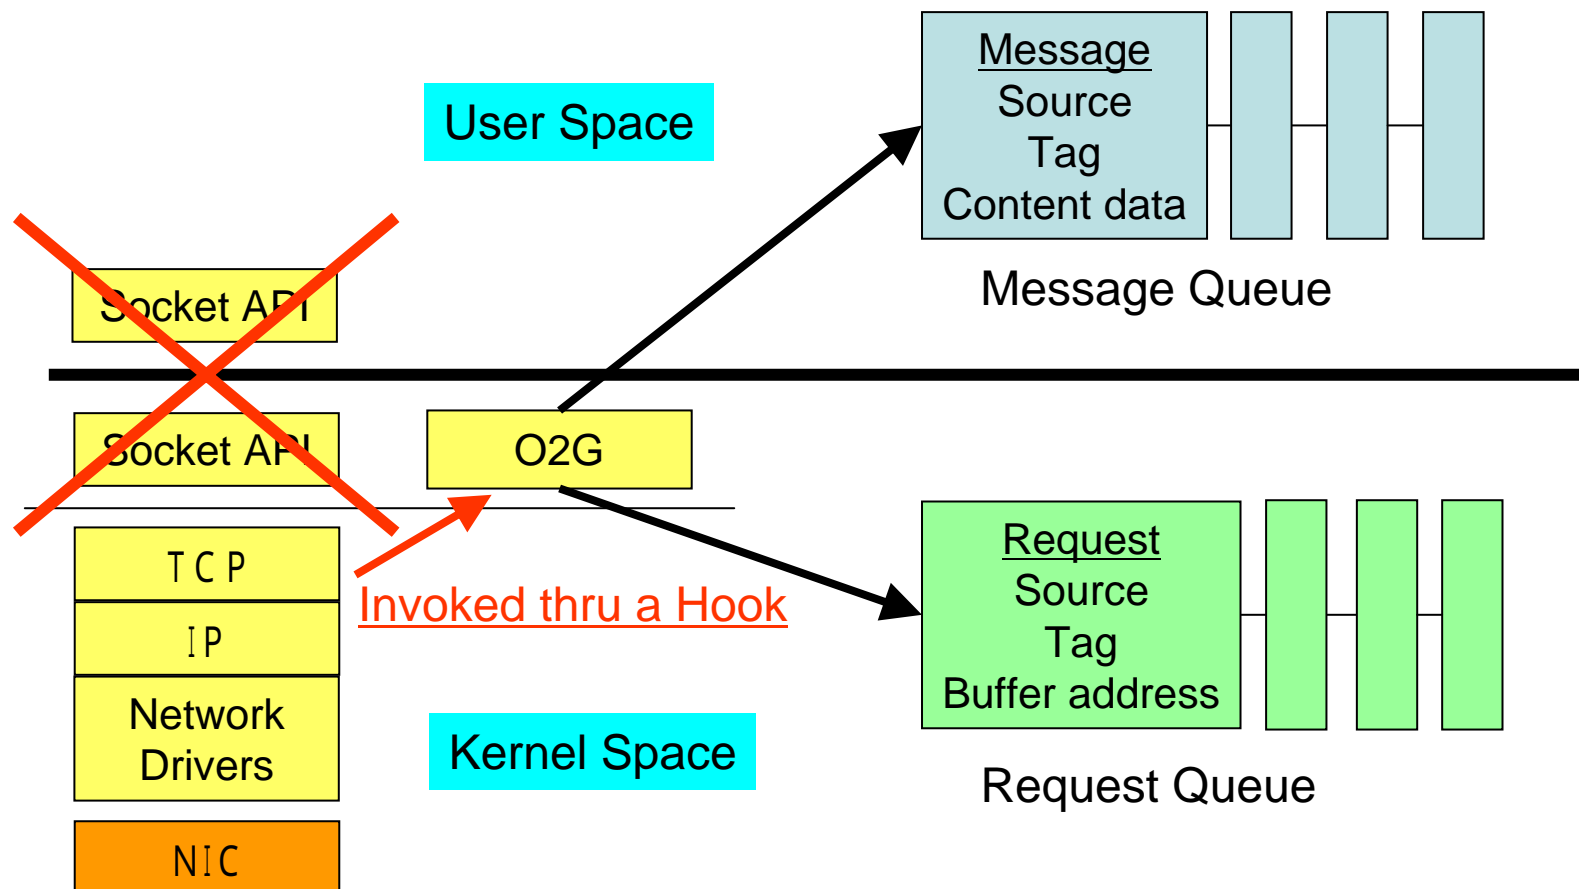 Message
Source
Tag
Content data
User Space
Message Queue
Socket API
Socket API
O2G
TCP
IP
Network
Drivers
NIC
Invoked thru a Hook
Kernel Space
Request
Source
Tag
Buffer address
Request Queue